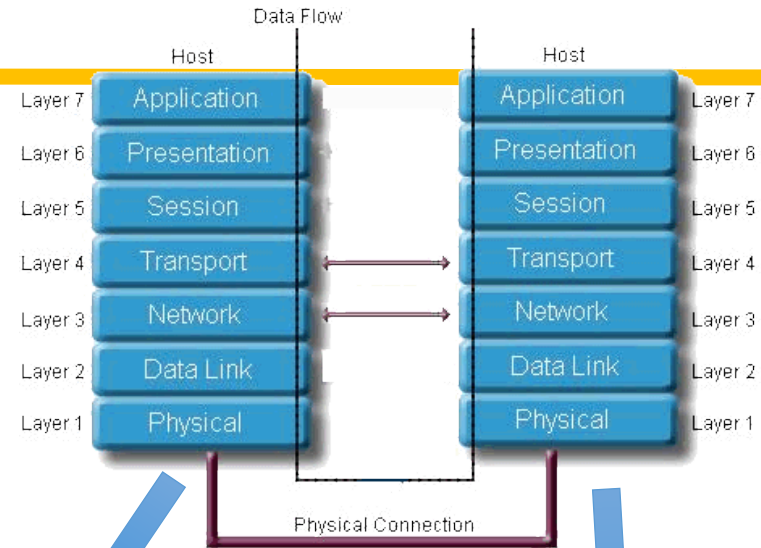 Data Flow
Host Host
Layer 7 Application Application Layer 7
Layer 6 Presentation Presentation Layer 6
Layer 5 Session Session Layer 5
Layer 4 Transport Transport Layer 4
Layer 3 Network Network Layer 3
Layer 2 Data Link Data Link Layer 2
Layer 1 Physical Physical Layer 1
Physical Connection